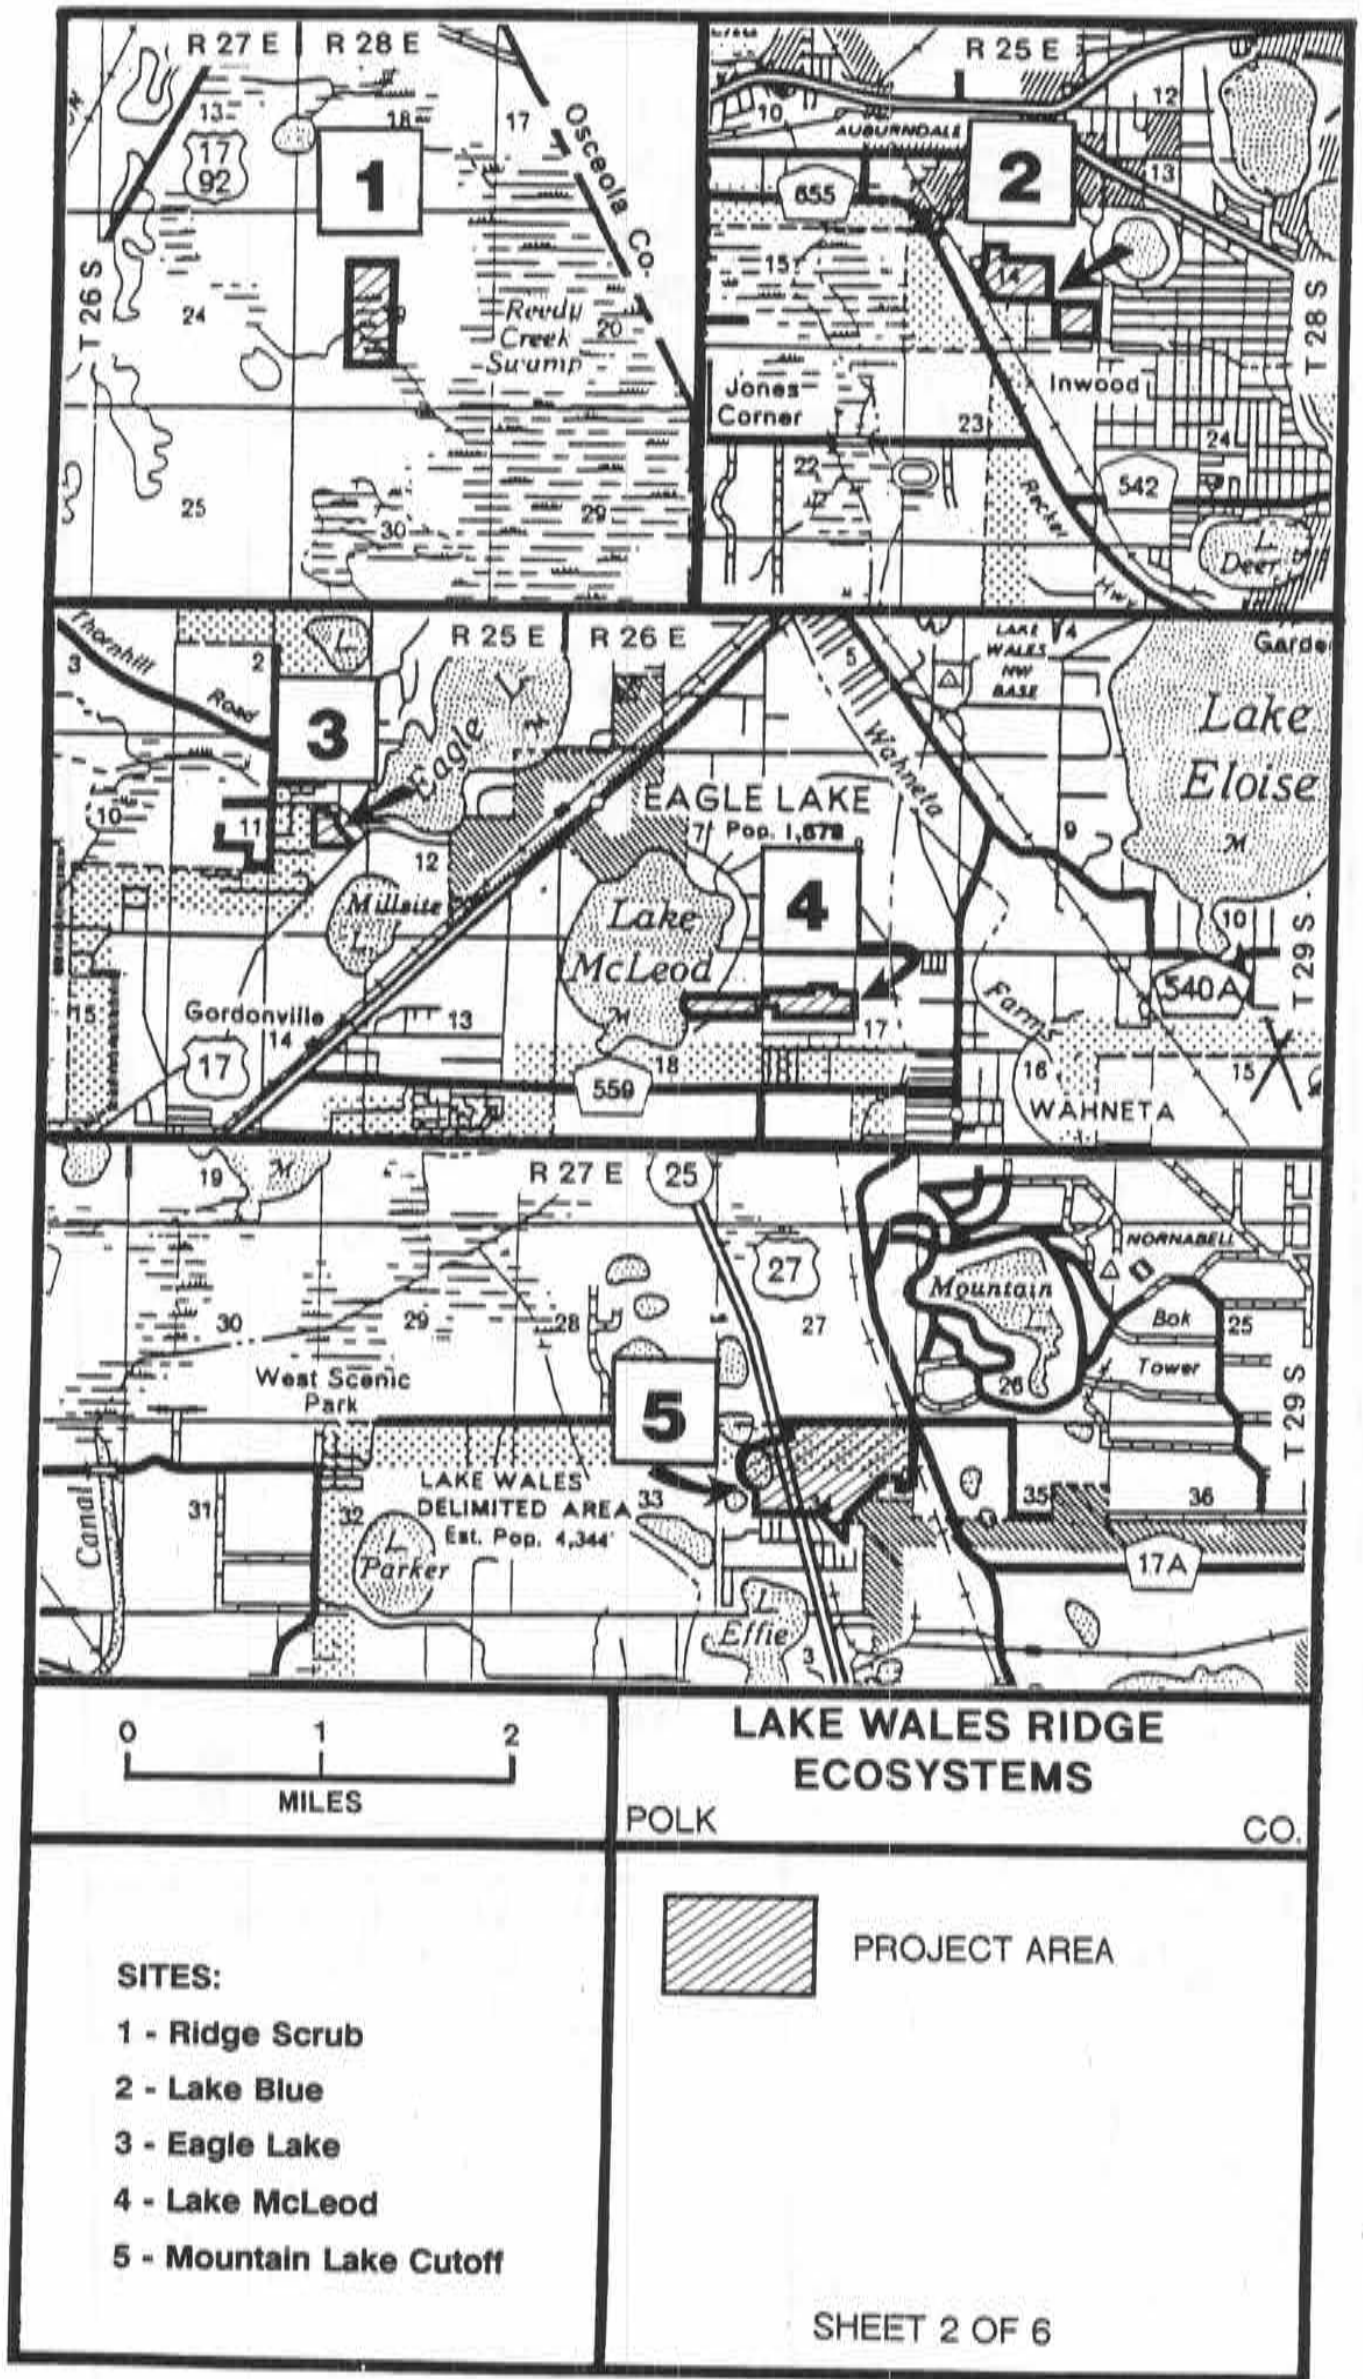 R 27 E
R 28 E
13
18
17
17
92
1
Osceola Co.
T 26 S
24
19
20
Reedy
Creek
Swamp
25
30
29
R 25 E
10
12
AUBURNDALE
2
13
655
15
14
T 28 S
Jones
Corner
Inwood
23
24
22
542
Recker
Hwy
L.
Deer
Thornhill
Road
3
2
L
R 25 E
R 26 E
3
Eagle L.
M
5
LAKE
WALES
NW
BASE
4
Garde
Lake
Eloise
M
Wahneta
Farms
10
11
12
EAGLE LAKE
Pop. 1,678
7
8
9
4
Millsite
L.
Lake
McLeod
M
10
540A
T 29 S
15
Gordonville
14
13
17
17
18
559
16
15
WAHNETA
19
M
R 27 E
25
27
NORNABELL
Mountain
L
Bok
Tower
30
29
28
27
26
25
West Scenic
Park
5
T 29 S
LAKE WALES
DELIMITED AREA
Est. Pop. 4,344
Canal
31
32
33
34
35
36
L
Parker
17A
L
Effie
3
0 1 2
MILES
LAKE WALES RIDGE
ECOSYSTEMS
POLK CO.
SITES:
1 - Ridge Scrub
2 - Lake Blue
3 - Eagle Lake
4 - Lake McLeod
5 - Mountain Lake Cutoff
PROJECT AREA
SHEET 2 OF 6